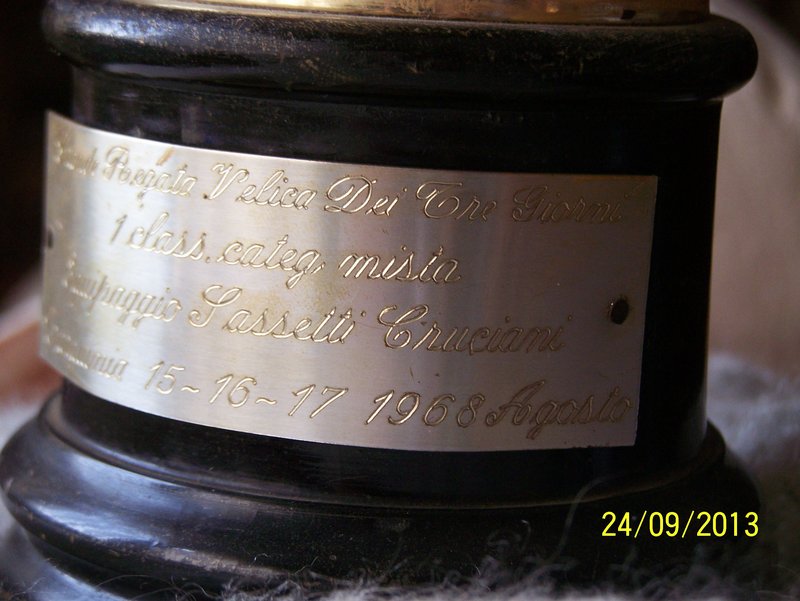 Regata Velica Dei Tre Giorni
1 class. categ. mista
Equipaggio Sassetti Cruciani
15-16-17 1968 Agosto
24/09/2013